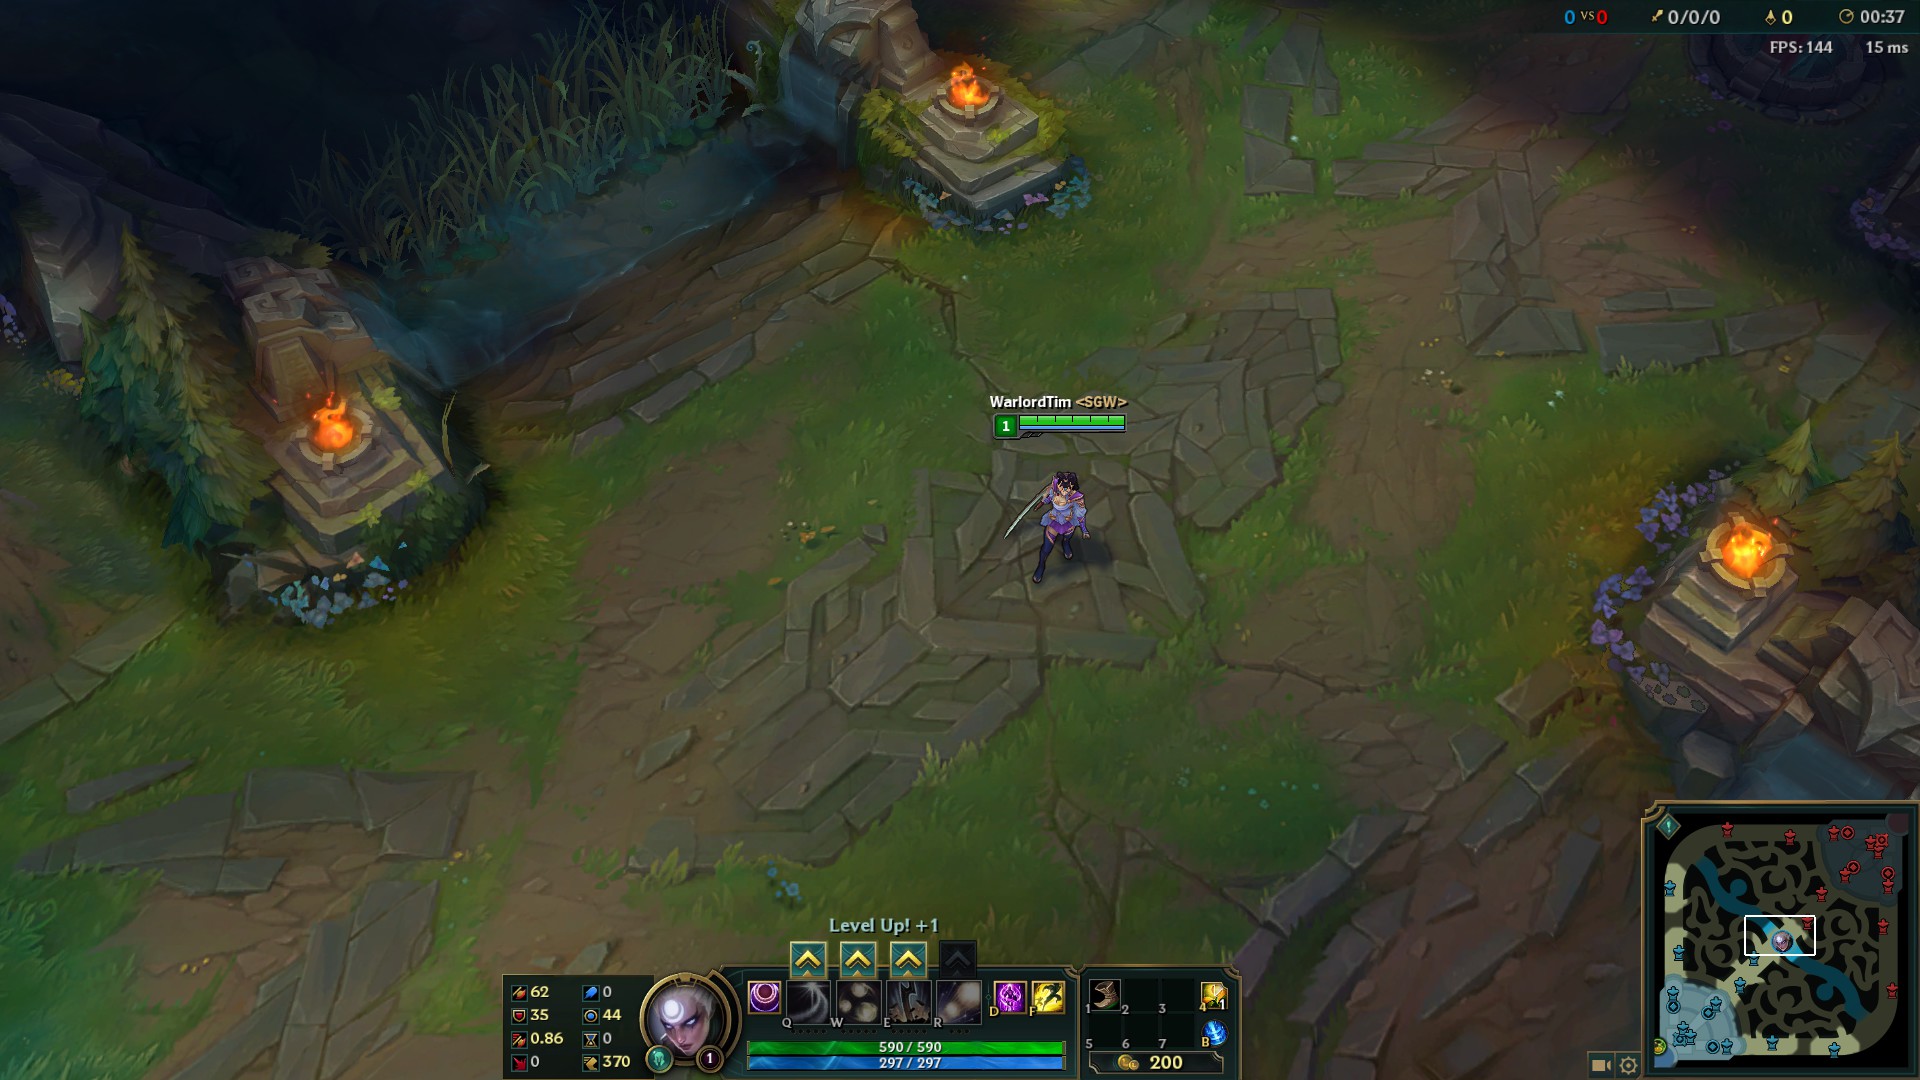 0 VS 0 0/0/0 0 00:37
FPS: 144 15 ms
WarlordTim <SGW>
1
Level Up! +1
62 0
35 44
0.86 0
0 370
1
Q W E R D F
590 / 590
297 / 297
1 2 3 4 1
5 6 7 B
200